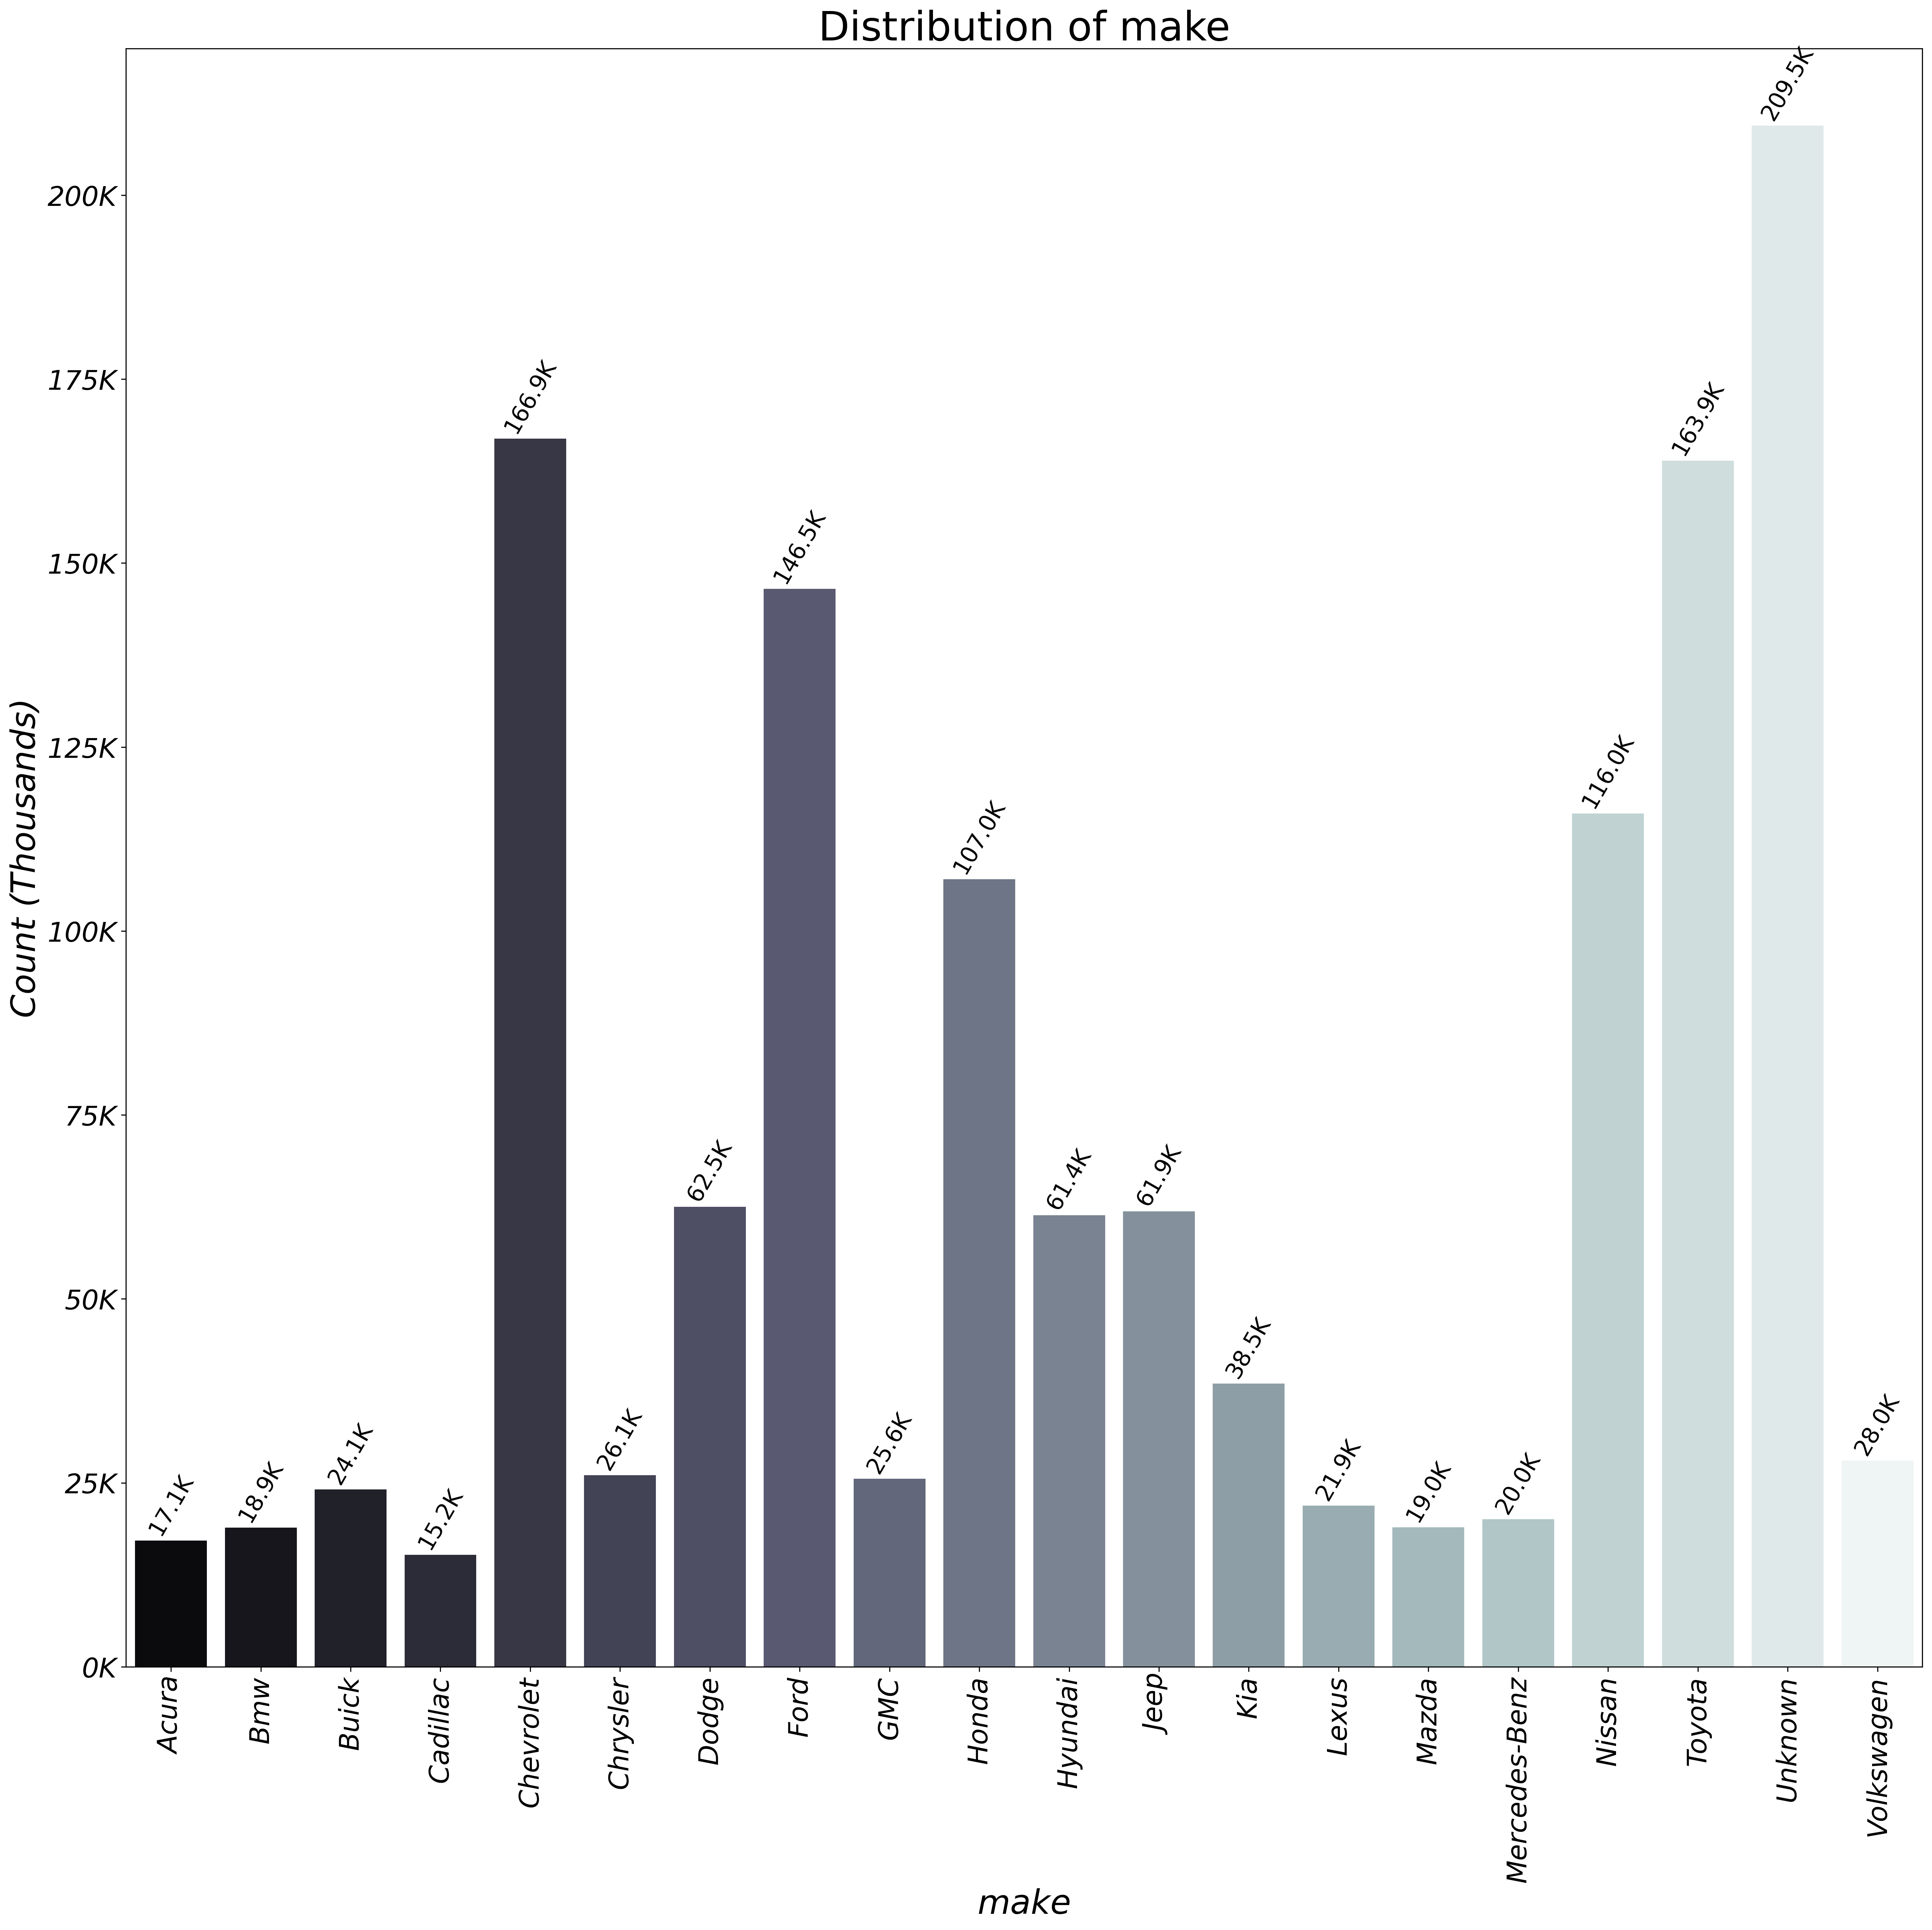 Distribution of make
Count (Thousands)
200K
175K
150K
125K
100K
75K
50K
25K
0K
17.1K
18.9K
24.1K
15.2K
166.9K
26.1K
62.5K
146.5K
25.6K
107.0K
61.4K
61.9K
38.5K
21.9K
19.0K
20.0K
116.0K
163.9K
209.5K
28.0K
Acura
Bmw
Buick
Cadillac
Chevrolet
Chrysler
Dodge
Ford
GMC
Honda
Hyundai
Jeep
Kia
Lexus
Mazda
Mercedes-Benz
Nissan
Toyota
Unknown
Volkswagen
make